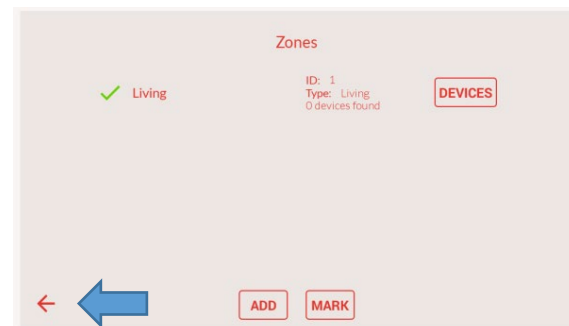 Zones
Living
ID: 1
Type: Living
0 devices found
DEVICES
ADD
MARK